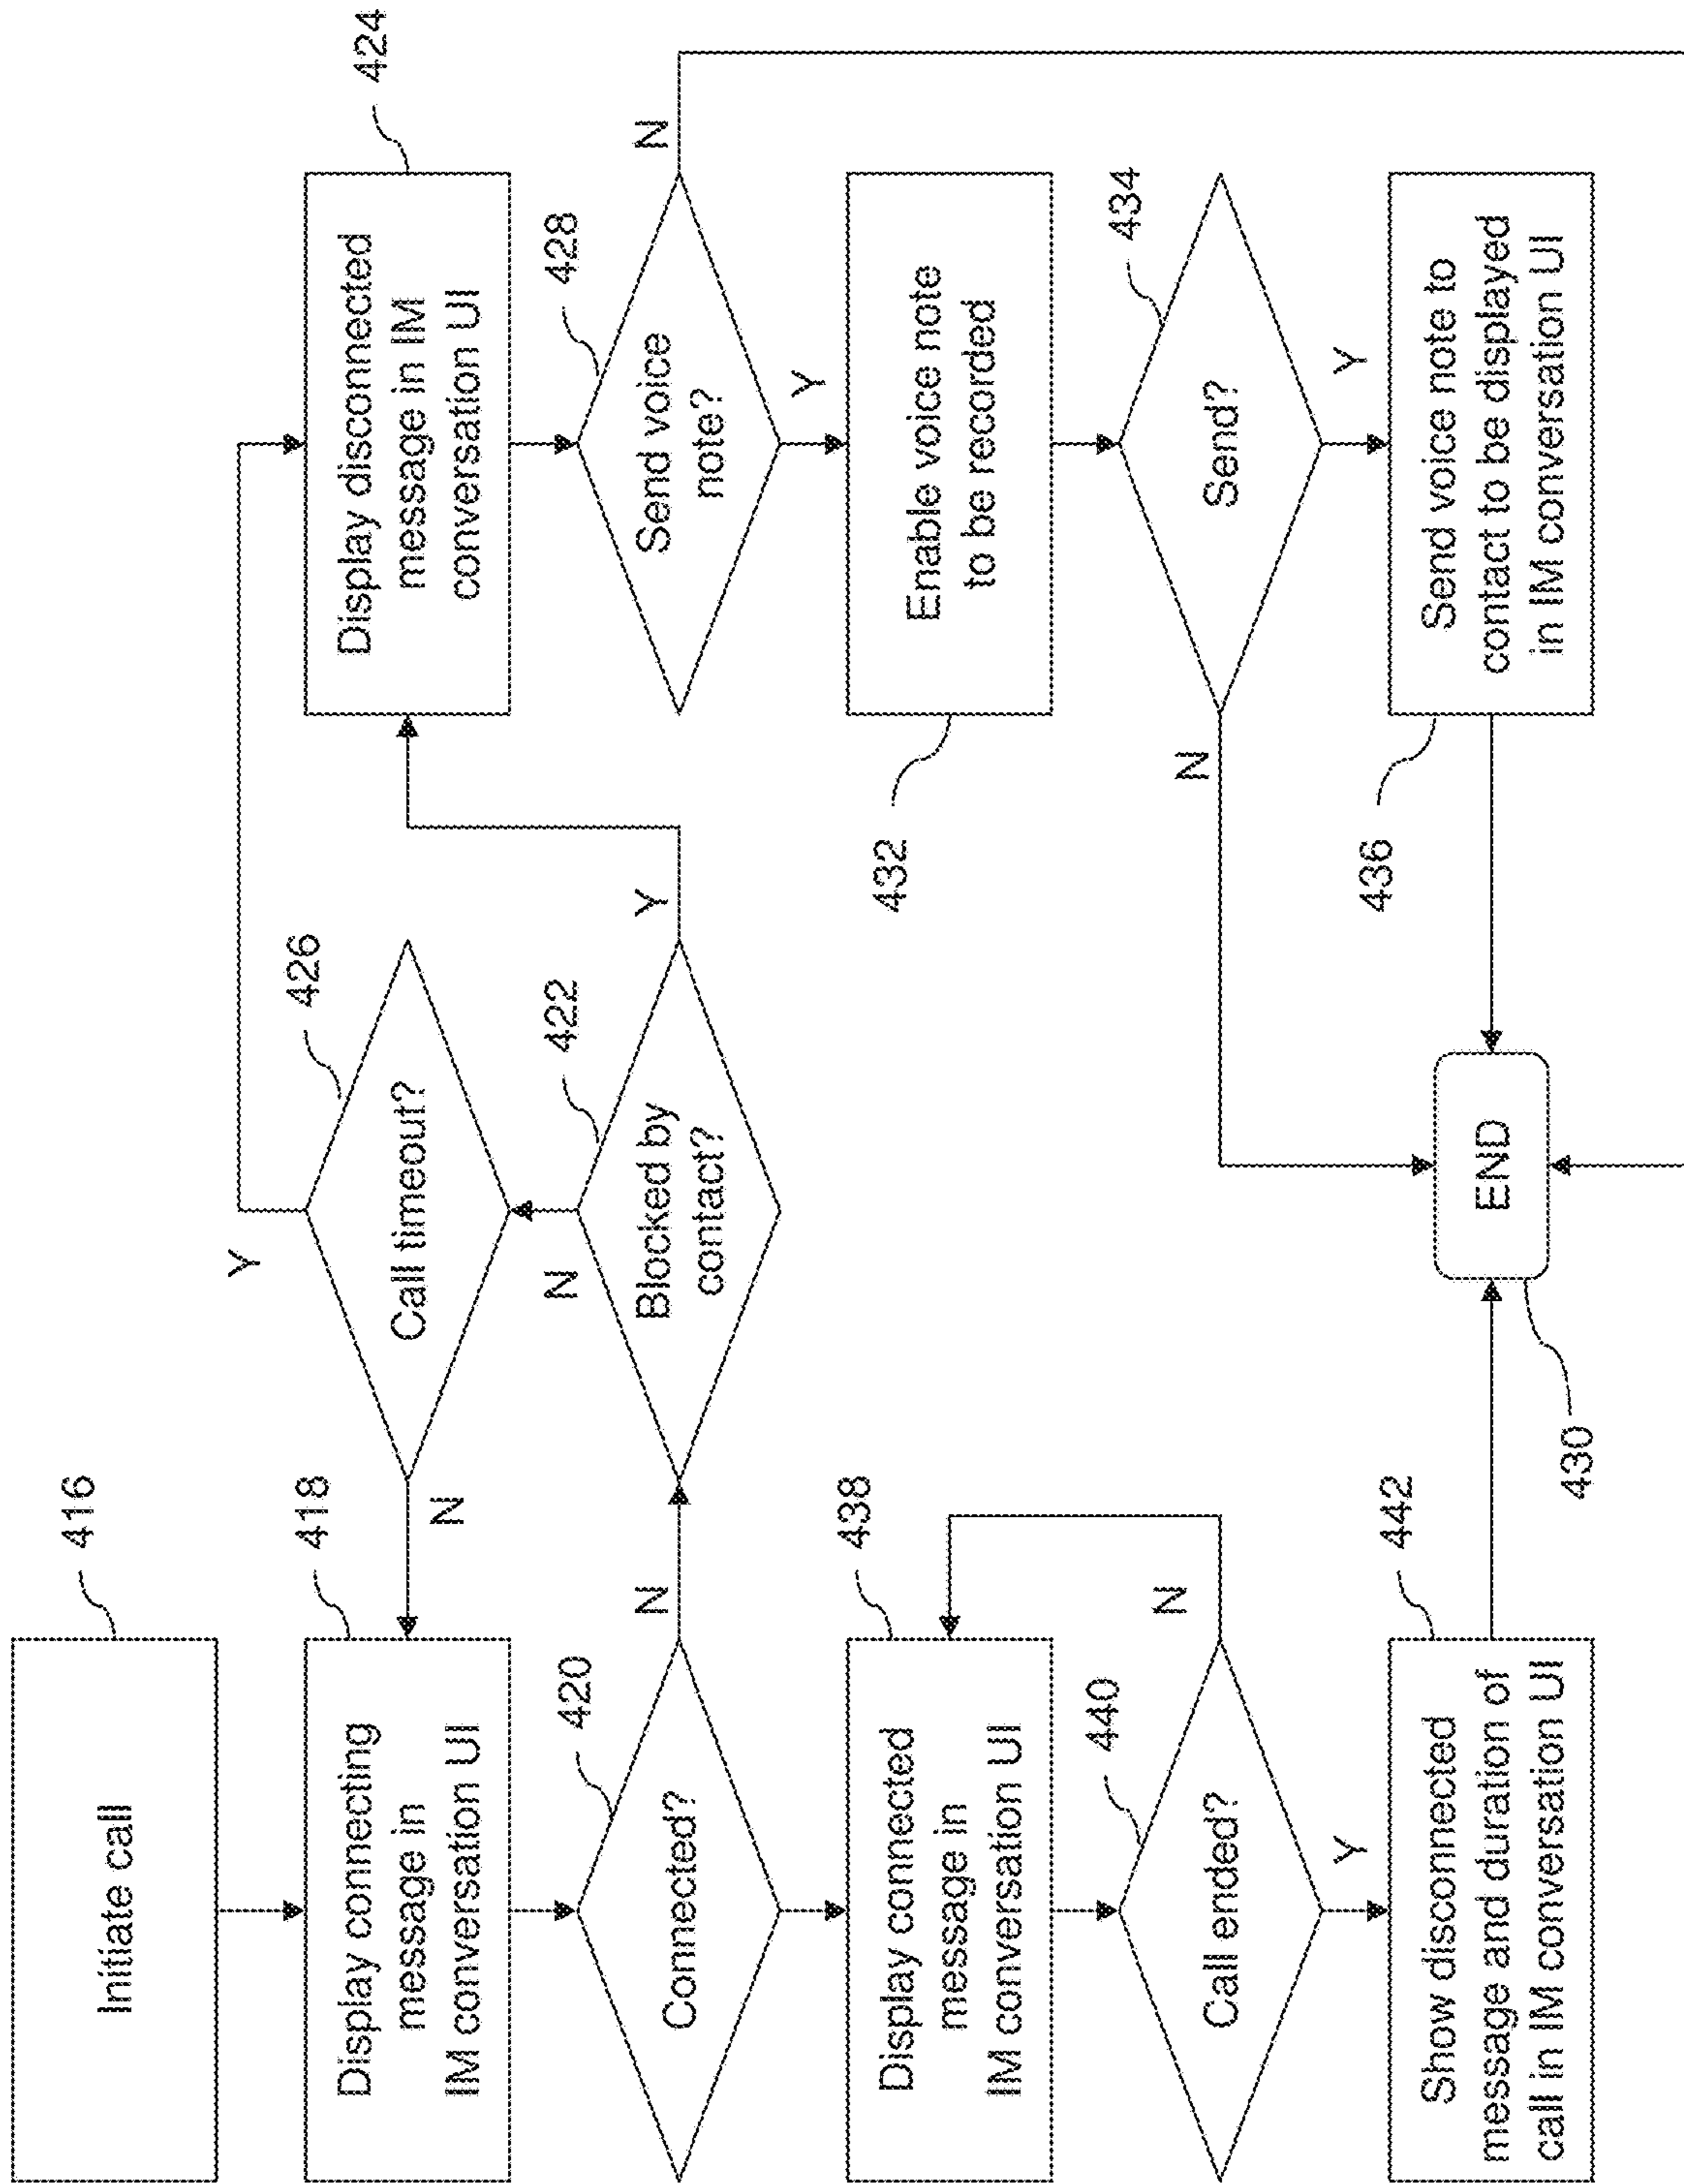 Initiate call
416
Display connecting
message in
IM conversation UI
418
Connected?
420
N
Blocked by
contact?
422
N
Y
Call timeout?
426
Y
N
Display disconnected
message in IM
conversation UI
424
Send voice
note?
428
N
Y
Enable voice note
to be recorded
432
Send?
434
N
Y
Send voice note to
contact to be displayed
in IM conversation UI
436
Display connected
message in
IM conversation UI
438
Call ended?
440
N
Y
Show disconnected
message and duration of
call in IM conversation UI
442
END
430